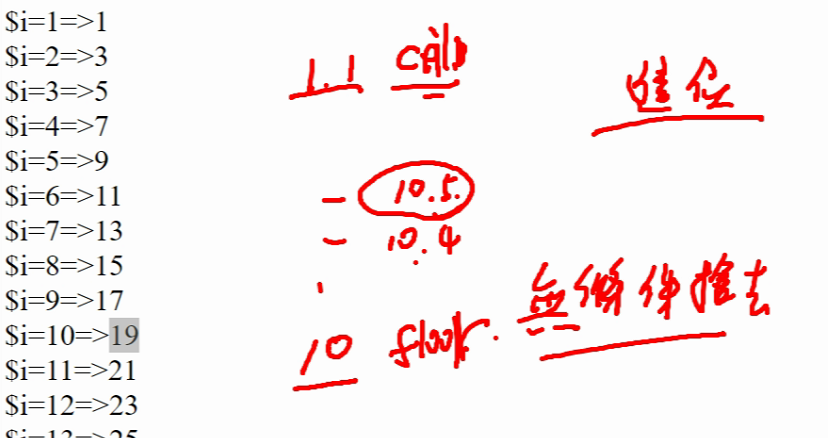 $i=1=>1
$i=2=>3
$i=3=>5
$i=4=>7
$i=5=>9
$i=6=>11
$i=7=>13
$i=8=>15
$i=9=>17
$i=10=>19
$i=11=>21
$i=12=>23
$i=13=>25
11 ceil 進位
10.5
10.4
10 floor. 無條件捨去